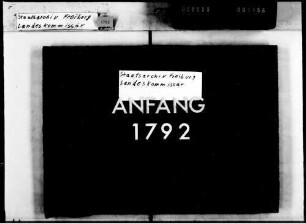 Staatsarchiv Freiburg
Landeskommissär
Staatsarchiv Freiburg
Landeskommissär
ANFANG
1792